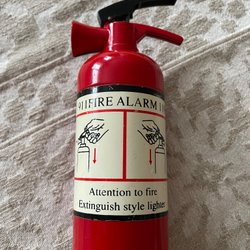 FIRE ALARM
Attention to fire
Extinguish style lighter